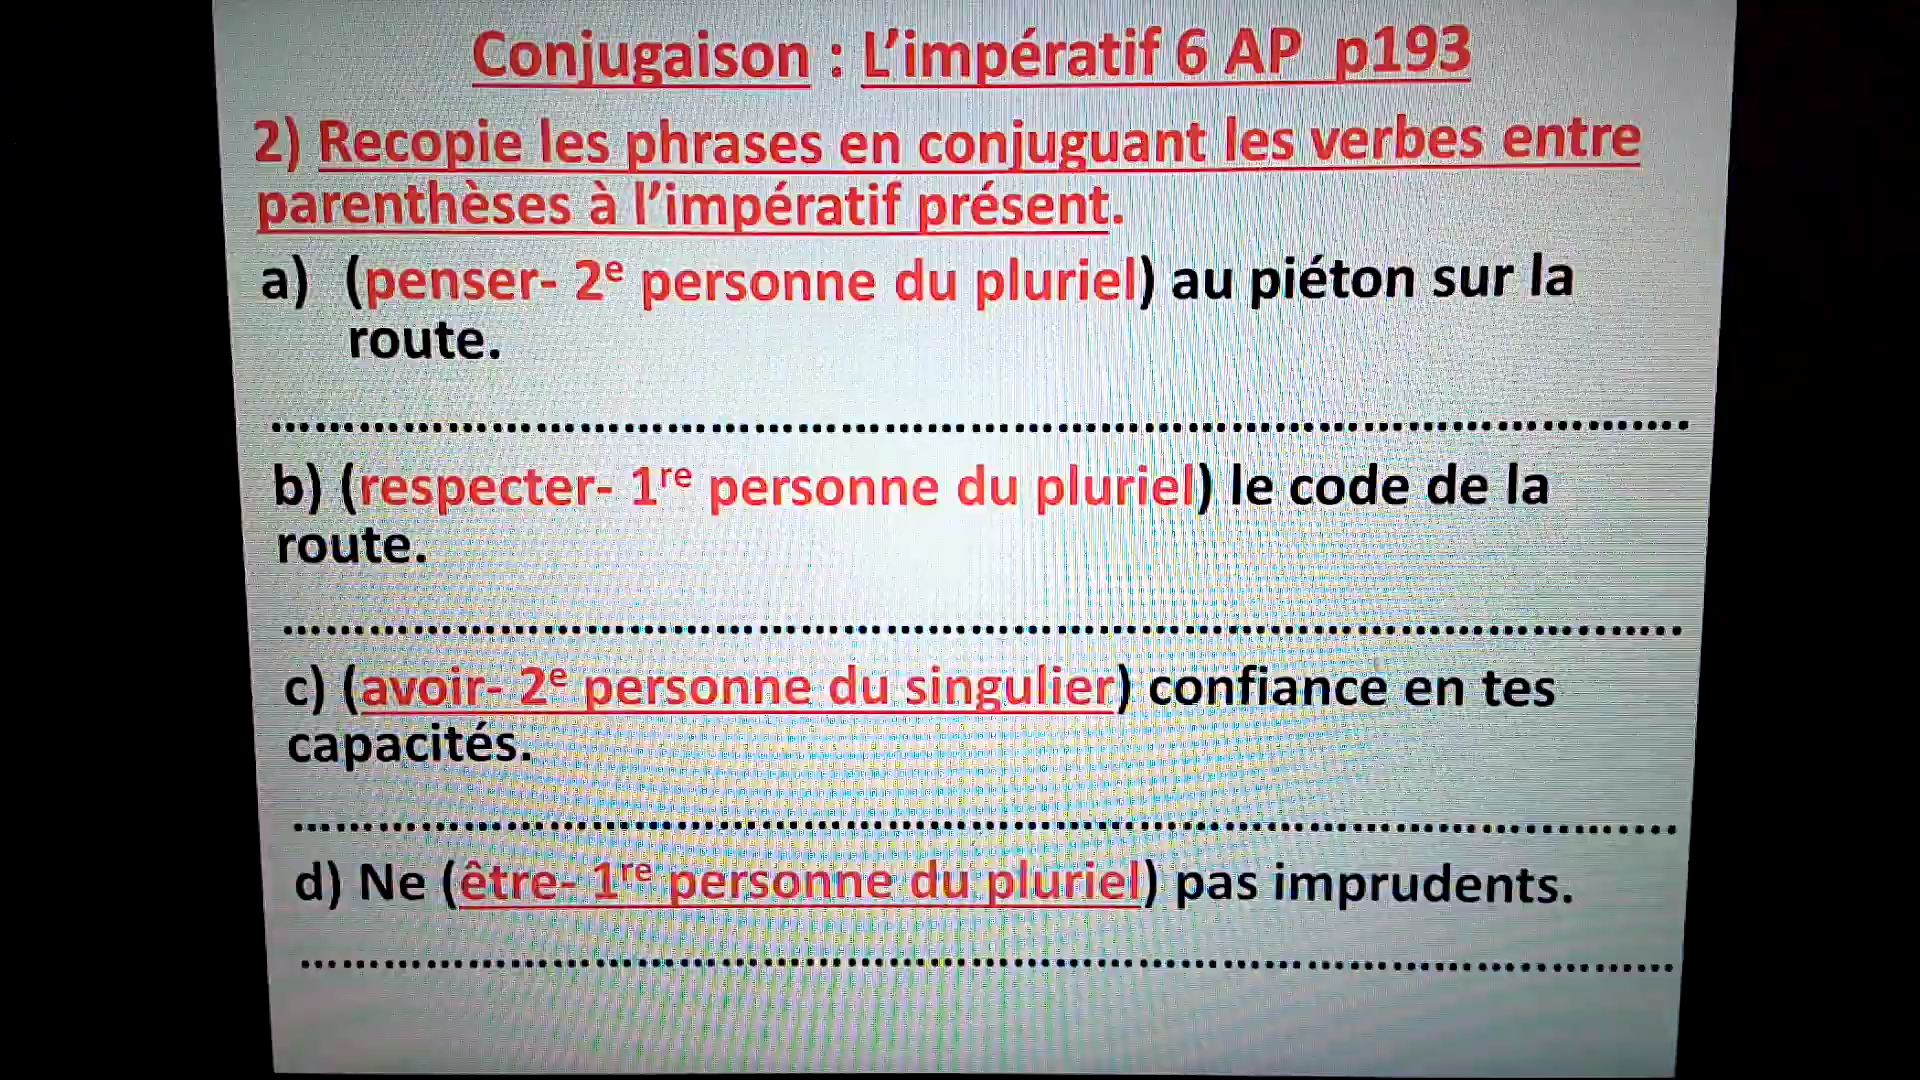 Conjugaison : L’impératif 6 AP p193
2) Recopie les phrases en conjuguant les verbes entre
parenthèses à l’impératif présent.
a) (penser- 2e personne du pluriel) au piéton sur la
route.
........................................................................................................
b) (respecter- 1re personne du pluriel) le code de la
route.
........................................................................................................
c) (avoir- 2e personne du singulier) confiance en tes
capacités.
........................................................................................................
d) Ne (être- 1re personne du pluriel) pas imprudents.
........................................................................................................